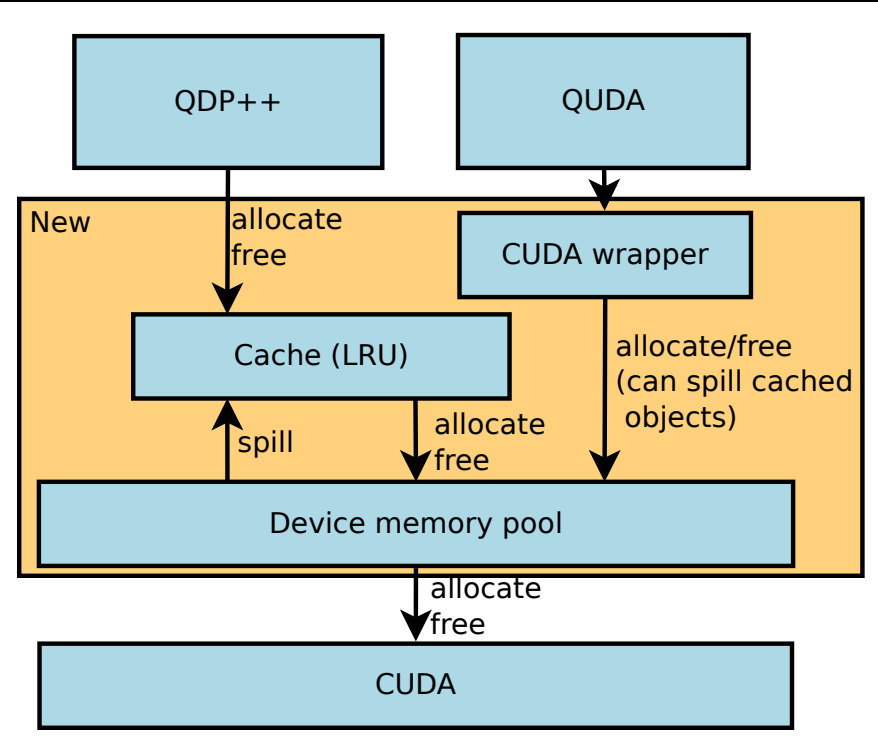 QDP++
QUDA
New
allocate
free
CUDA wrapper
Cache (LRU)
allocate/free
(can spill cached
objects)
spill
allocate
free
Device memory pool
allocate
free
CUDA